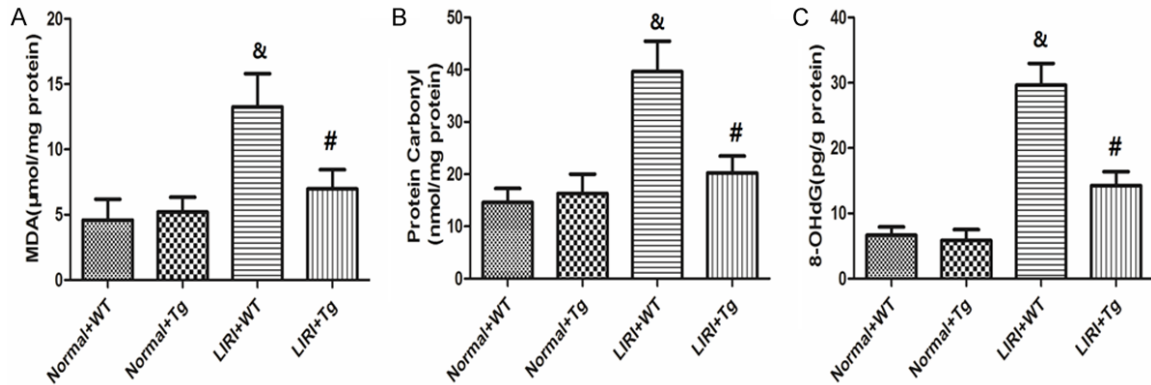 A
MDA(µmol/mg protein)
20
15
10
5
0
&
#
Normal+WT
Normal+Tg
LIRI+WT
LIRI+Tg
B
Protein Carbonyl
(nmol/mg protein)
50
40
30
20
10
0
&
#
Normal+WT
Normal+Tg
LIRI+WT
LIRI+Tg
C
8-OHdG(pg/g protein)
40
30
20
10
0
&
#
Normal+WT
Normal+Tg
LIRI+WT
LIRI+Tg